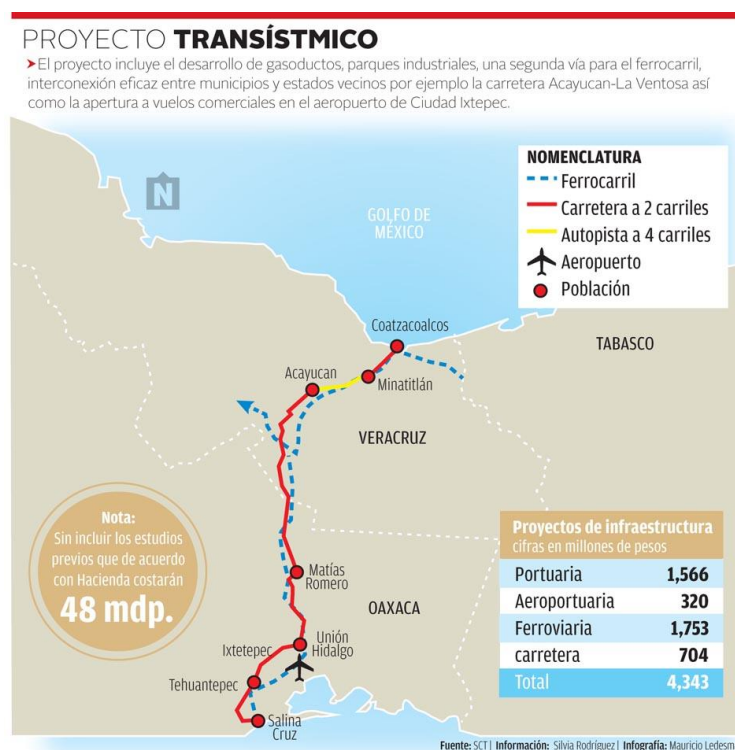 PROYECTO TRANSÍSTMICO
El proyecto incluye el desarrollo de gasoductos, parques industriales, una segunda vía para el ferrocarril,
interconexión eficaz entre municipios y estados vecinos por ejemplo la carretera Acayucan-La Ventosa así
como la apertura a vuelos comerciales en el aeropuerto de Ciudad Ixtepec.
N
GOLFO DE
MÉXICO
NOMENCLATURA
Ferrocarril
Carretera a 2 carriles
Autopista a 4 carriles
Aeropuerto
Población
Coatzacoalcos
TABASCO
Acayucan
Minatitlán
VERACRUZ
Nota:
Sin incluir los estudios
previos que de acuerdo
con Hacienda costarán
48 mdp.
Matías
Romero
OAXACA
Unión
Hidalgo
Ixtetepec
Tehuantepec
Salina
Cruz
Proyectos de infraestructura
cifras en millones de pesos
Portuaria 1,566
Aeroportuaria 320
Ferroviaria 1,753
carretera 704
Total 4,343
Fuente: SCT | Información: Silvia Rodríguez | Infografía: Mauricio Ledesm